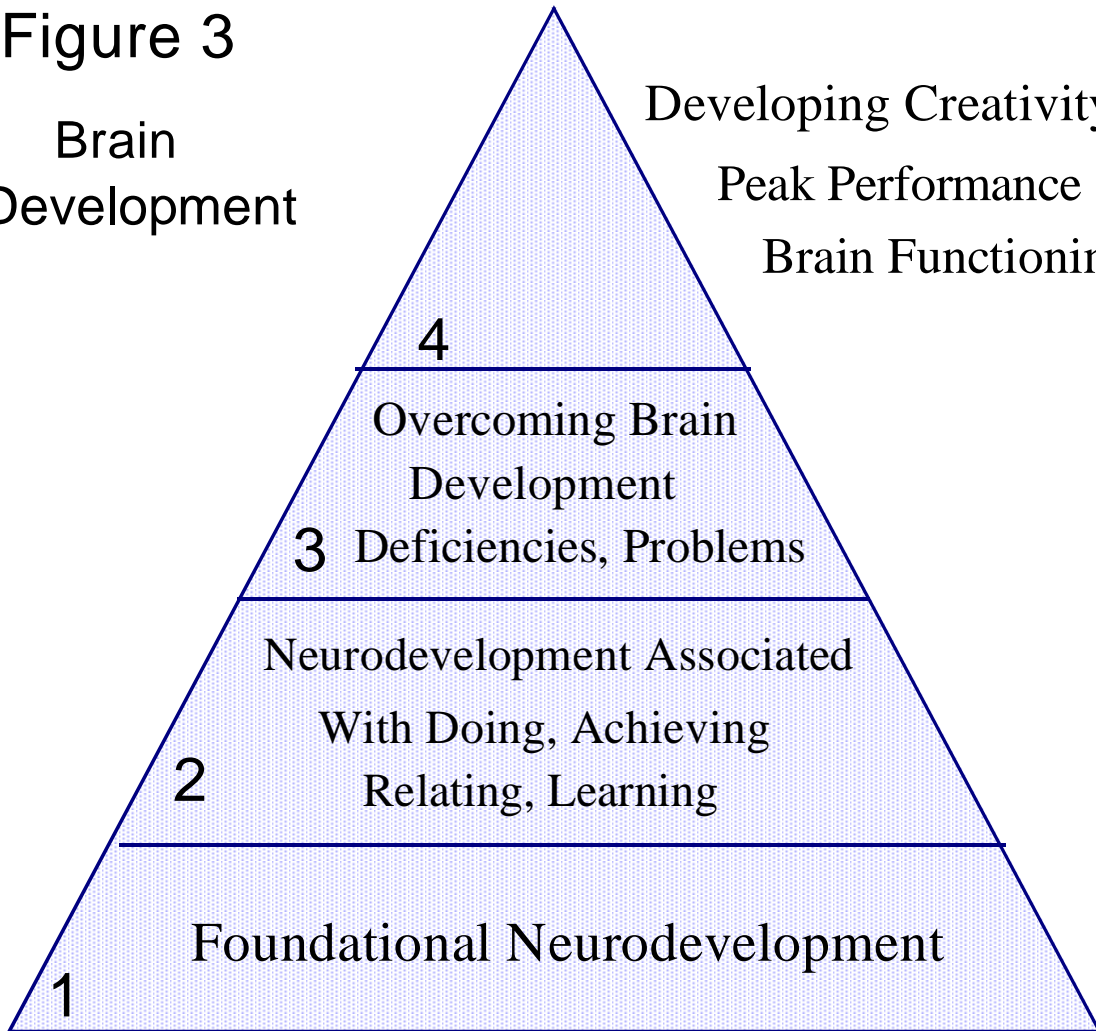 Figure 3
Brain
Development
Developing Creativity
Peak Performance
Brain Functionin
4
Overcoming Brain
Development
3 Deficiencies, Problems
Neurodevelopment Associated
With Doing, Achieving
2 Relating, Learning
Foundational Neurodevelopment
1